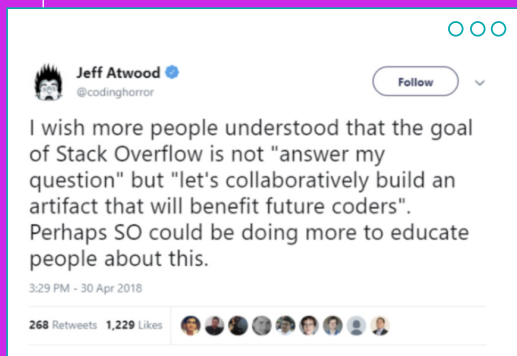 Jeff Atwood
@codinghorror
Follow
I wish more people understood that the goal
of Stack Overflow is not "answer my
question" but "let's collaboratively build an
artifact that will benefit future coders".
Perhaps SO could be doing more to educate
people about this.
3:29 PM - 30 Apr 2018
268 Retweets 1,229 Likes